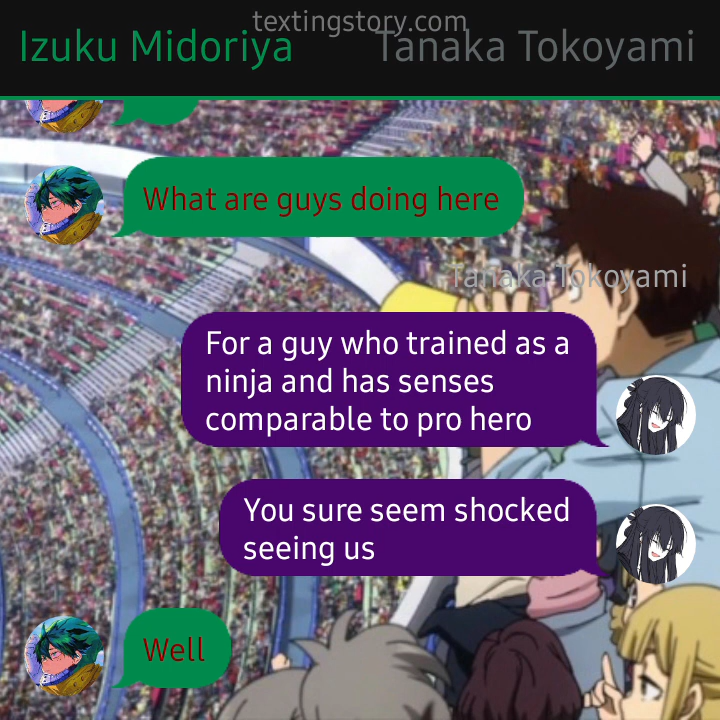 textingstory.com
Izuku Midoriya
Tanaka Tokoyami
What are guys doing here
Tanaka Tokoyami
For a guy who trained as a
ninja and has senses
comparable to pro hero
You sure seem shocked
seeing us
Well